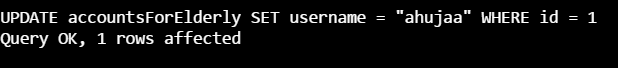 UPDATE accountsForElderly SET username = "ahujaa" WHERE id = 1
Query OK, 1 rows affected